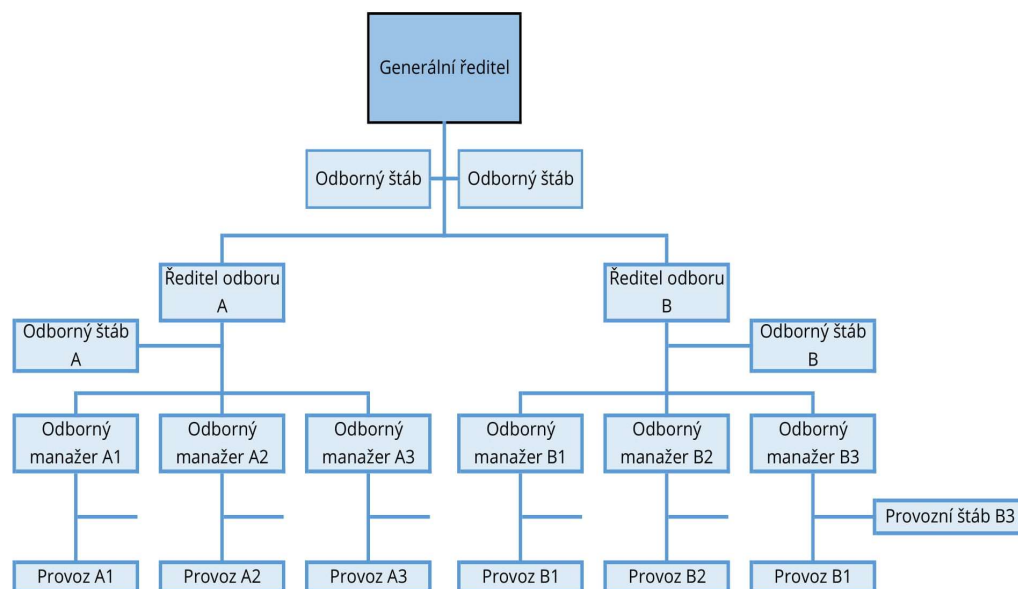 Generální ředitel
Odborný štáb
Odborný štáb
Ředitel odboru
A
Ředitel odboru
B
Odborný štáb
A
Odborný štáb
B
Odborný
manažer A1
Odborný
manažer A2
Odborný
manažer A3
Odborný
manažer B1
Odborný
manažer B2
Odborný
manažer B3
Provozní štáb B3
Provoz A1
Provoz A2
Provoz A3
Provoz B1
Provoz B2
Provoz B1